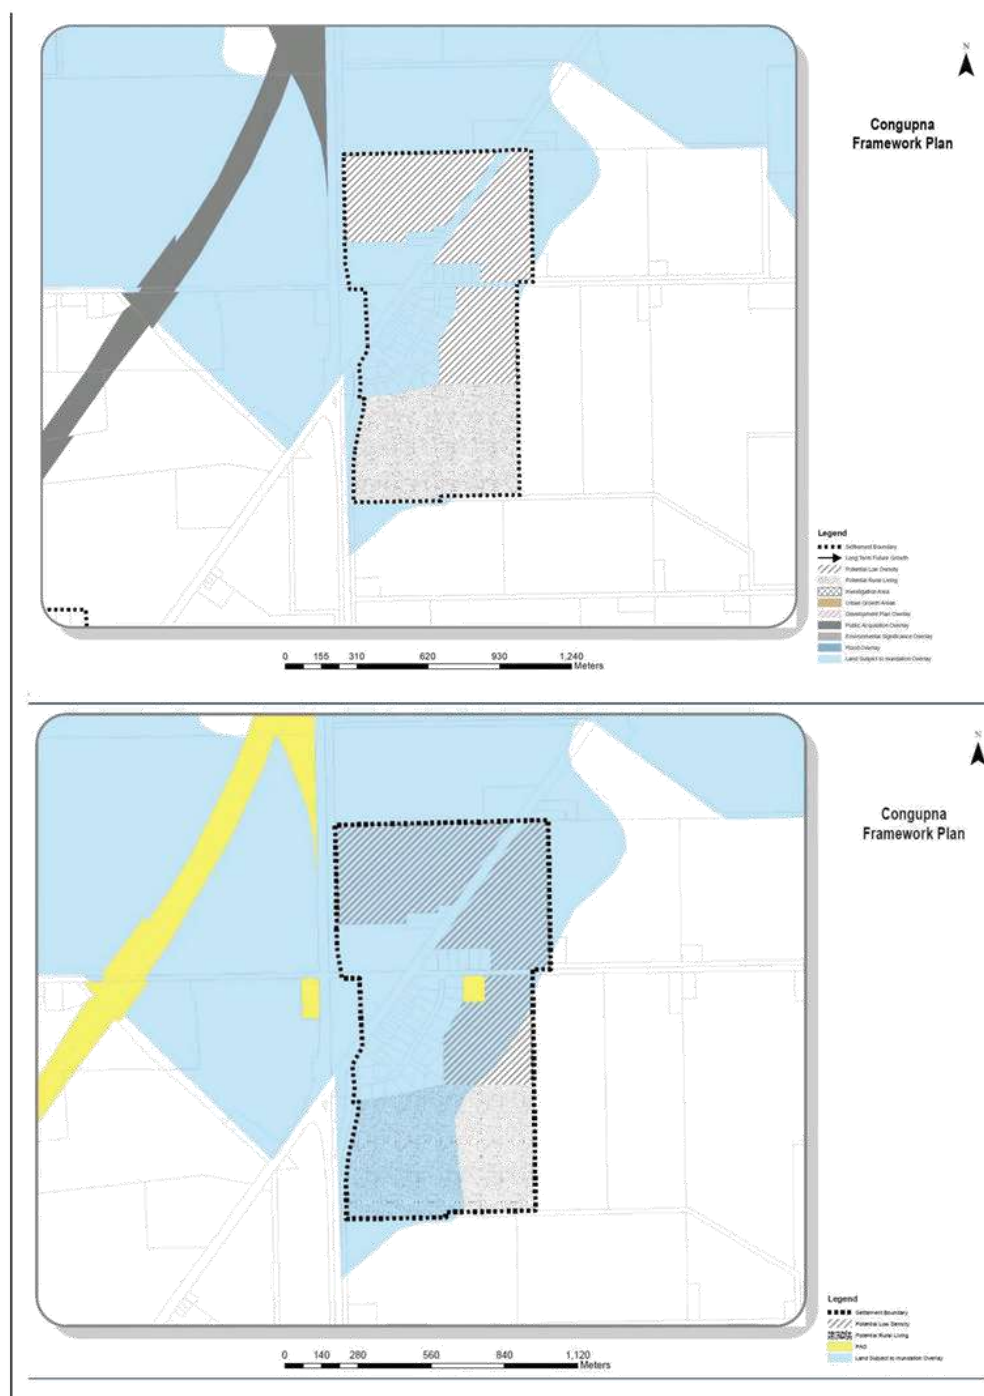 N
Congupna
Framework Plan
Legend
Settlement Boundary
Long Term Future Growth
Potential Low Density
Potential Rural Living
Investigation Area
Urban Growth Areas
Development Plan Overlay
Public Acquisition Overlay
Environmental Significance Overlay
Flood Overlay
Land Subject to Inundation Overlay
0 155 310 620 930 1,240
Meters
N
Congupna
Framework Plan
Legend
Settlement Boundary
Potential Low Density
Potential Rural Living
PAO
Land Subject to Inundation Overlay
0 140 280 560 840 1,120
Meters